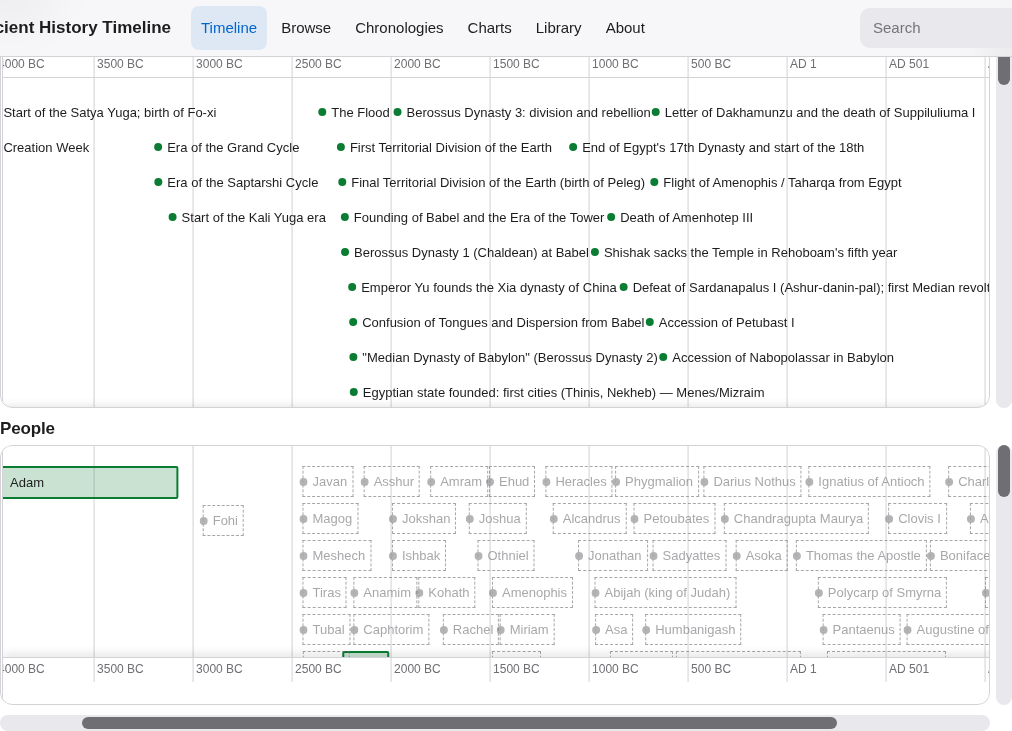 cient History Timeline Timeline Browse Chronologies Charts Library About Search
000 BC 3500 BC 3000 BC 2500 BC 2000 BC 1500 BC 1000 BC 500 BC AD 1 AD 501
Start of the Satya Yuga; birth of Fo-xi The Flood Berossus Dynasty 3: division and rebellion Letter of Dakhamunzu and the death of Suppiluliuma I
Creation Week Era of the Grand Cycle First Territorial Division of the Earth End of Egypt's 17th Dynasty and start of the 18th
Era of the Saptarshi Cycle Final Territorial Division of the Earth (birth of Peleg) Flight of Amenophis / Taharqa from Egypt
Start of the Kali Yuga era Founding of Babel and the Era of the Tower Death of Amenhotep III
Berossus Dynasty 1 (Chaldean) at Babel Shishak sacks the Temple in Rehoboam's fifth year
Emperor Yu founds the Xia dynasty of China Defeat of Sardanapalus I (Ashur-danin-pal); first Median revolt
Confusion of Tongues and Dispersion from Babel Accession of Petubast I
"Median Dynasty of Babylon" (Berossus Dynasty 2) Accession of Nabopolassar in Babylon
Egyptian state founded: first cities (Thinis, Nekheb) — Menes/Mizraim
People
Adam Javan Asshur Amram Ehud Heracles Phygmalion Darius Nothus Ignatius of Antioch Charl
Fohi Magog Jokshan Joshua Alcandrus Petoubates Chandragupta Maurya Clovis I A
Meshech Ishbak Othniel Jonathan Sadyattes Asoka Thomas the Apostle Boniface
Tiras Anamim Kohath Amenophis Abijah (king of Judah) Polycarp of Smyrna
Tubal Caphtorim Rachel Miriam Asa Humbanigash Pantaenus Augustine of
000 BC 3500 BC 3000 BC 2500 BC 2000 BC 1500 BC 1000 BC 500 BC AD 1 AD 501